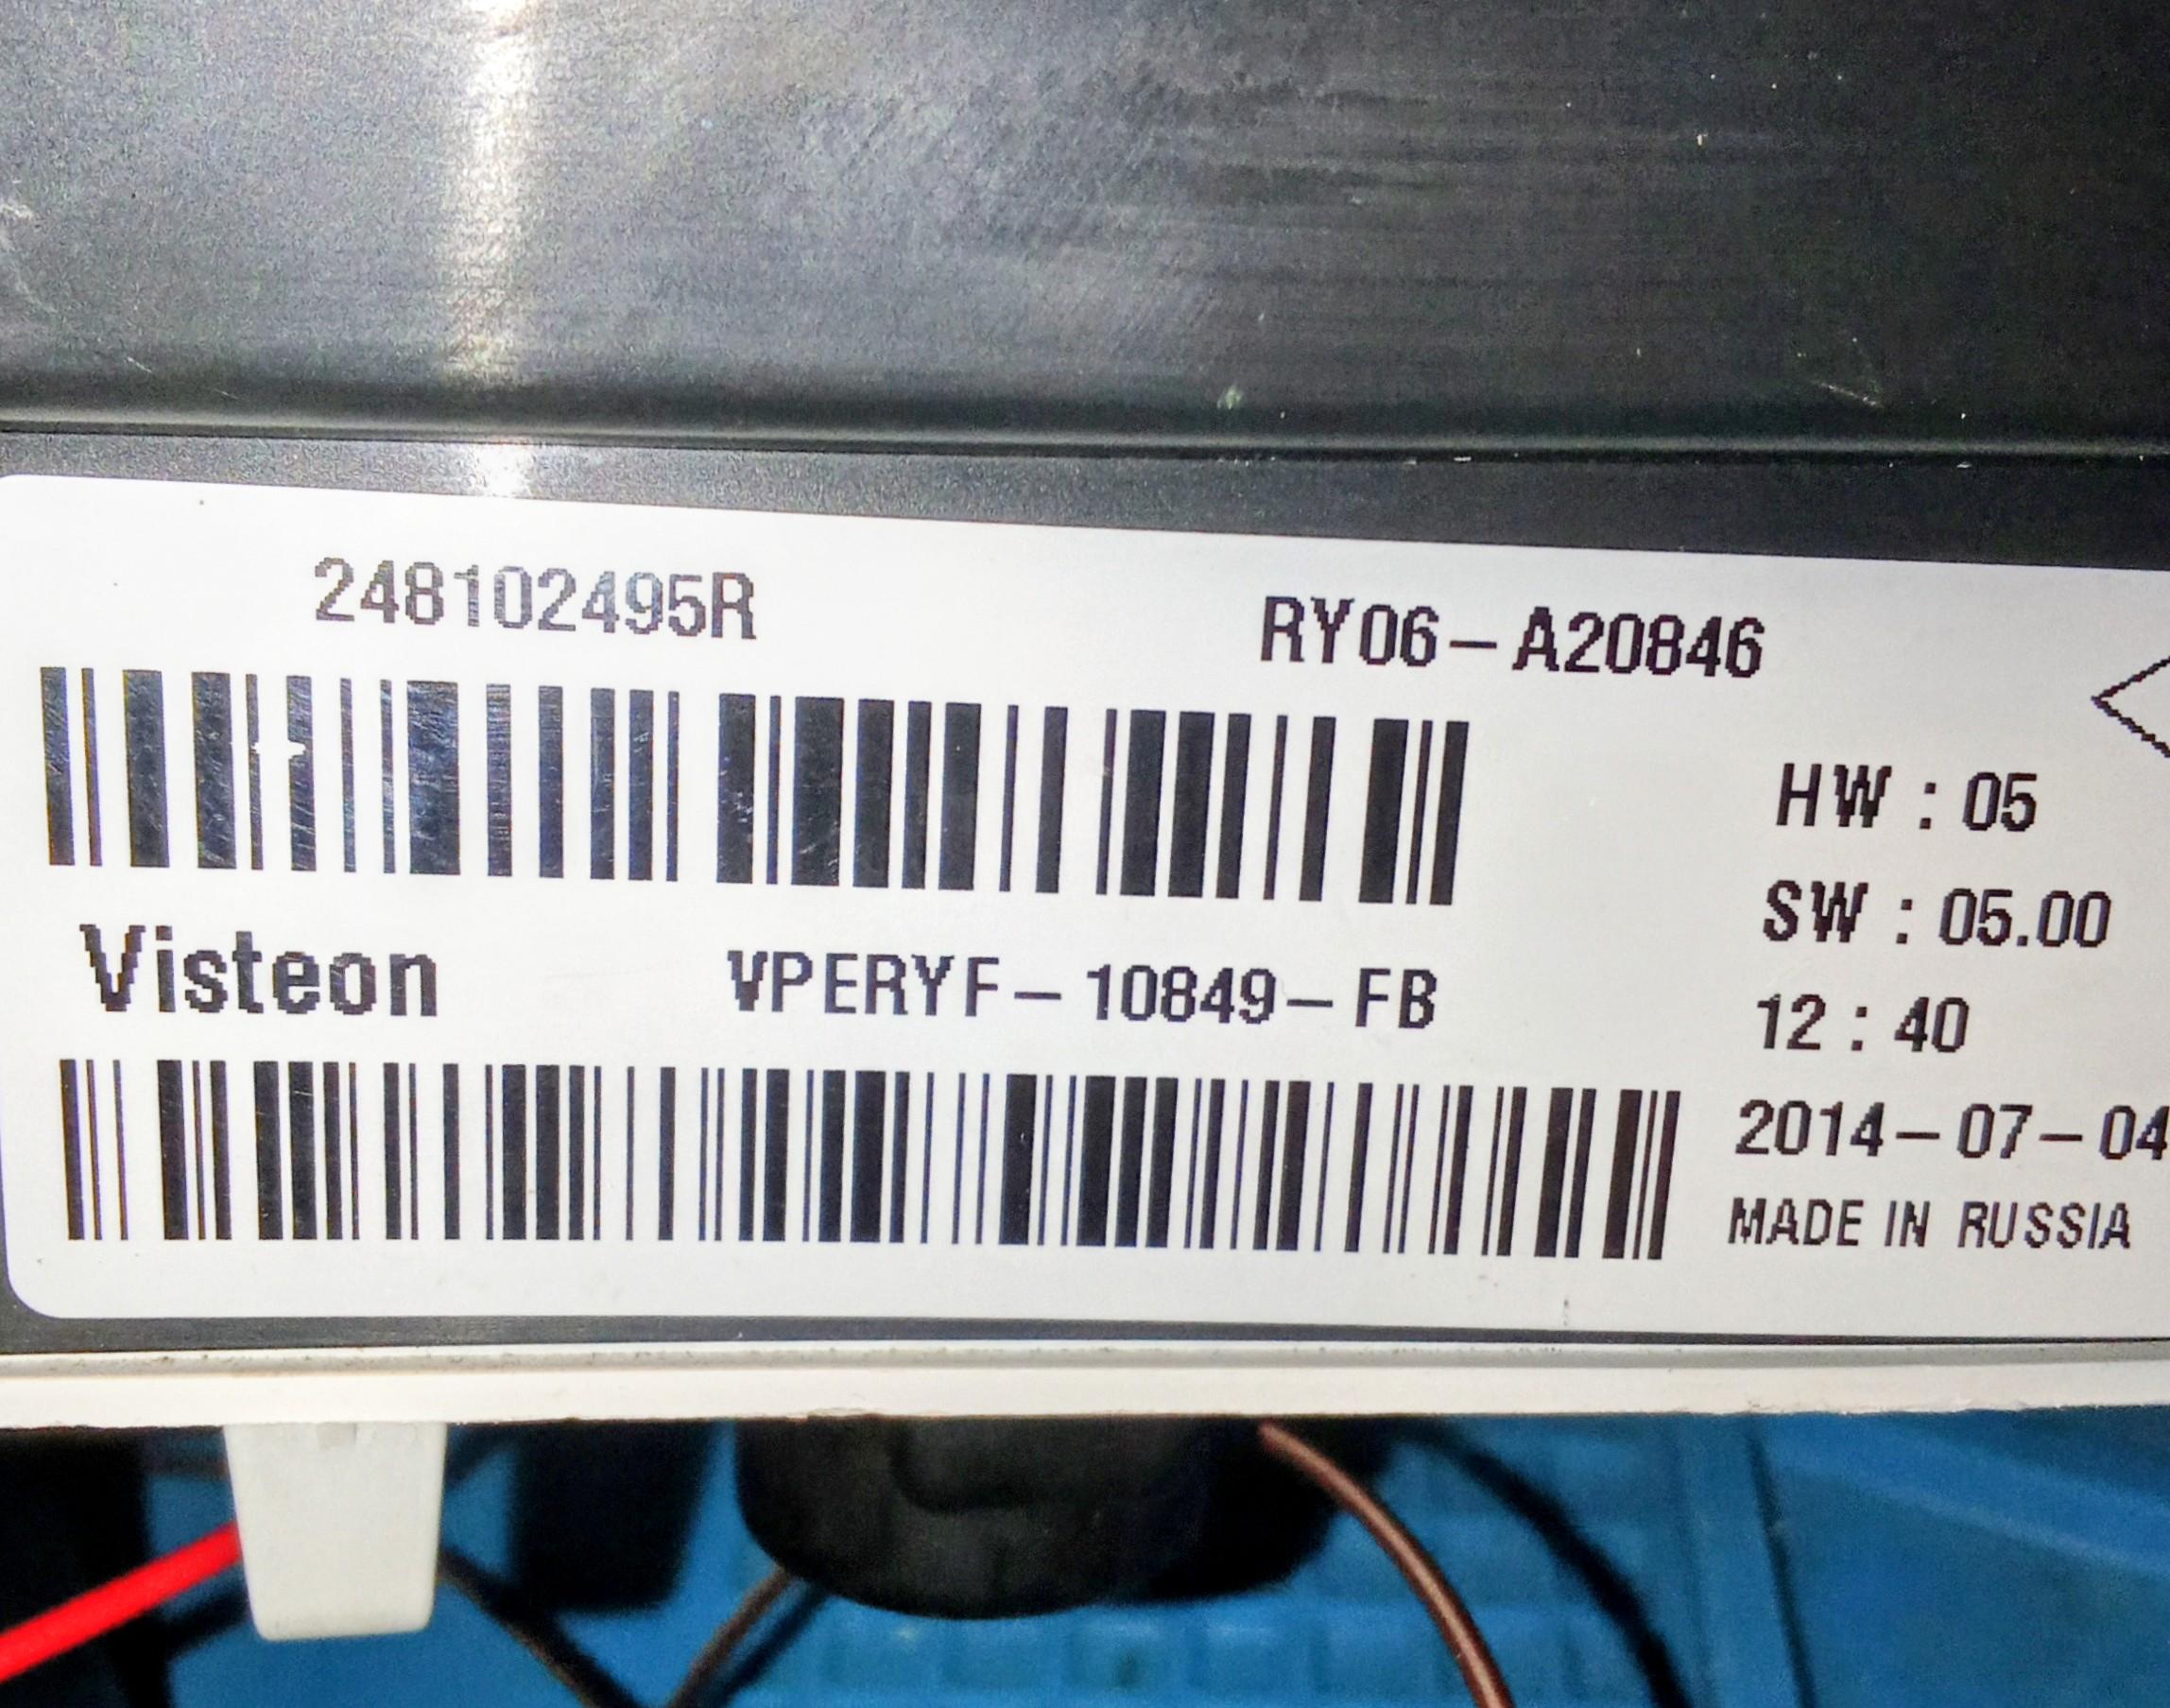 248102495R
RY06-A20846
HW : 05
SW : 05.00
Visteon VPERYF-10849-FB
12 : 40
2014-07-04
MADE IN RUSSIA